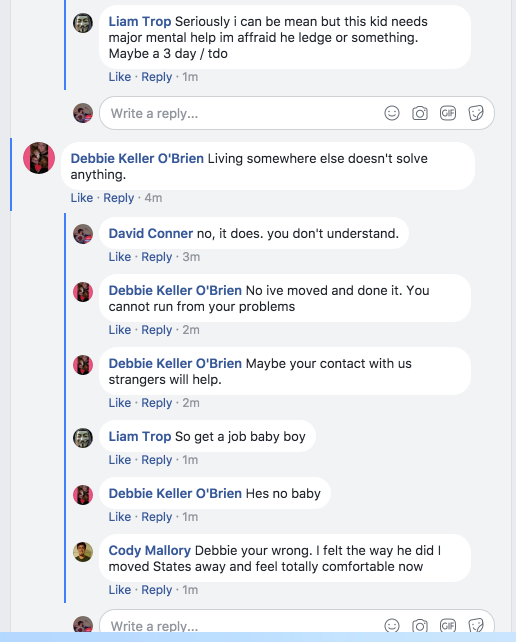 Liam Trop Seriously i can be mean but this kid needs
major mental help im affraid he ledge or something.
Maybe a 3 day / tdo
Like · Reply · 1m
Write a reply...
GIF
Debbie Keller O'Brien Living somewhere else doesn't solve
anything.
Like · Reply · 4m
David Conner no, it does. you don't understand.
Like · Reply · 3m
Debbie Keller O'Brien No ive moved and done it. You
cannot run from your problems
Like · Reply · 2m
Debbie Keller O'Brien Maybe your contact with us
strangers will help.
Like · Reply · 2m
Liam Trop So get a job baby boy
Like · Reply · 1m
Debbie Keller O'Brien Hes no baby
Like · Reply · 1m
Cody Mallory Debbie your wrong. I felt the way he did I
moved States away and feel totally comfortable now
Like · Reply · 1m
Write a reply...
GIF